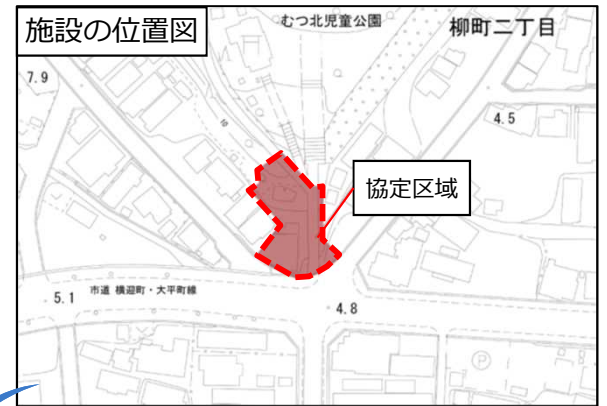 施設の位置図
むつ北児童公園
柳町二丁目
7.9
10
4.5
協定区域
5.1
市道 横迎町・大平町線
4.8
P